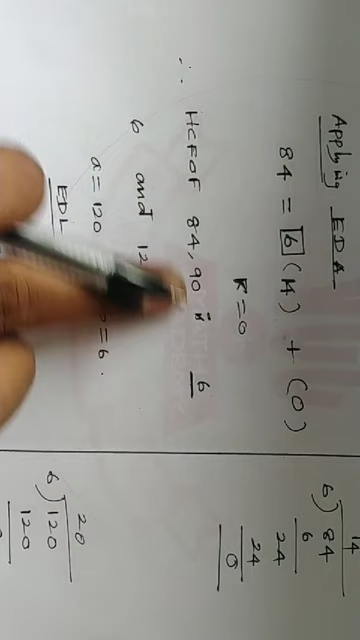 Applying EDA
84 = 6 (14) + (0)
r = 0
∴ HCF OF 84, 90 is 6
6 and 12
a = 120 = 6.
EDL
14
6) 84
6
24
24
0
20
6) 120
120